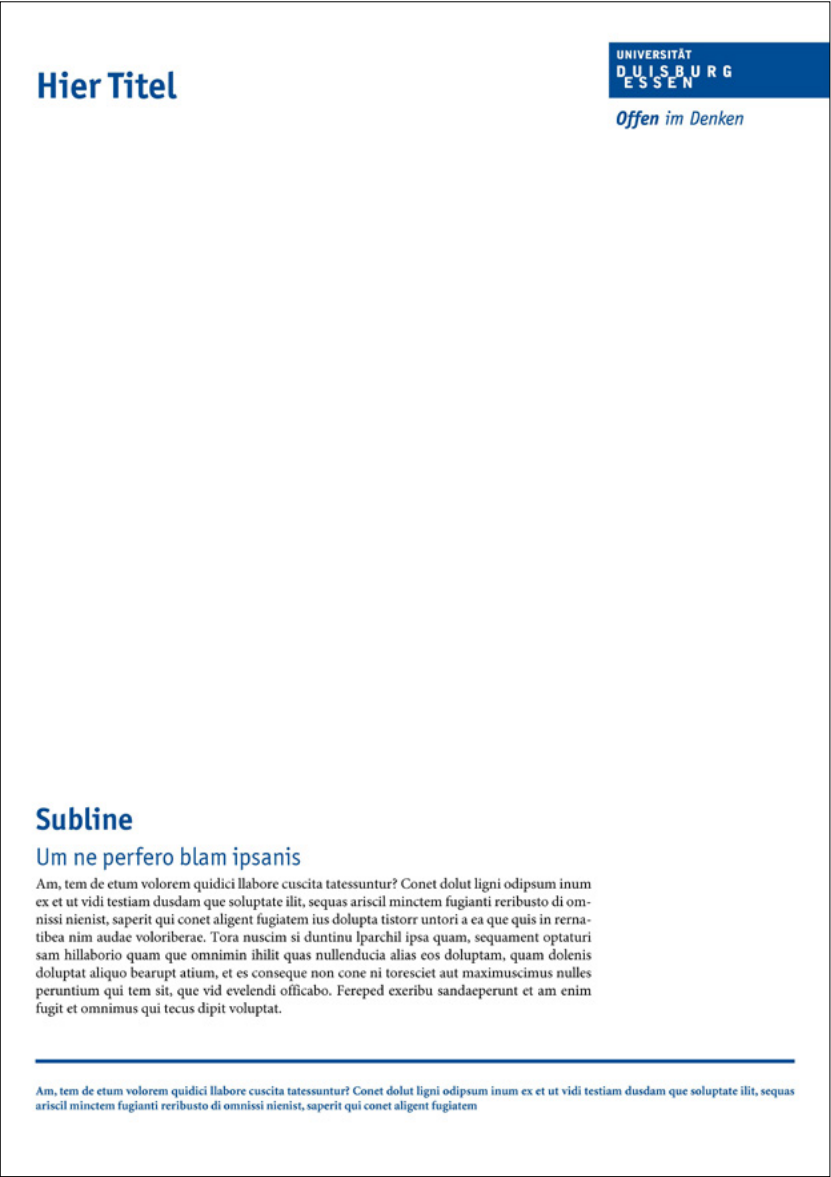 Hier Titel
UNIVERSITÄT
DUISBURG
ESSEN
Offen im Denken
Subline
Um ne perfero blam ipsanis
Am, tem de etum volorem quidici llabore cuscita tatessuntur? Conet dolut ligni odipsum inum
ex et ut vidi testiam dusdam que soluptate ilit, sequas ariscil minctem fugianti reribusto di om-
nissi nienist, saperit qui conet aligent fugiatem ius dolupta tistorr untori a ea que quis in rerna-
tibea nim audae voloriberae. Tora nuscim si duntinu lparchil ipsa quam, sequament optaturi
sam hillaborio quam que omnimin ihilit quas nullenducia alias eos doluptam, quam dolenis
doluptat aliquo bearupt atium, et es conseque non cone ni toresciet aut maximuscimus nulles
peruntium qui tem sit, que vid evelendi officabo. Fereped exeribu sandaeperunt et am enim
fugit et omnimus qui tecus dipit voluptat.
Am, tem de etum volorem quidici llabore cuscita tatessuntur? Conet dolut ligni odipsum inum ex et ut vidi testiam dusdam que soluptate ilit, sequas
ariscil minctem fugianti reribusto di omnissi nienist, saperit qui conet aligent fugiatem